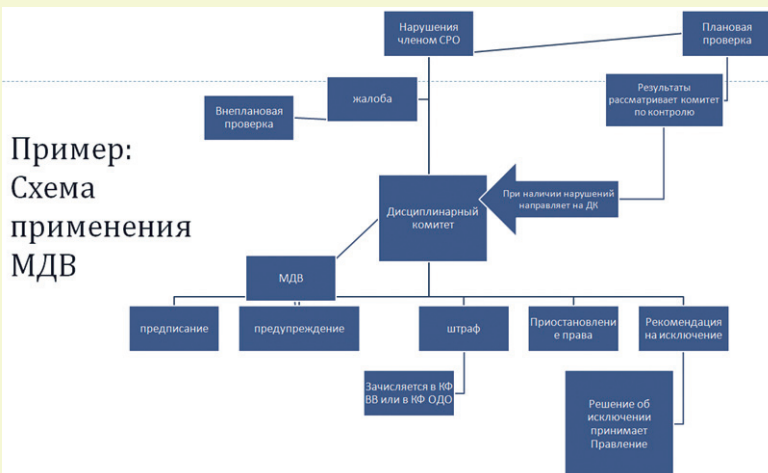 Нарушения
членом СРО
Плановая
проверка
жалоба
Внеплановая
проверка
Результаты
рассматривает комитет
по контролю
Пример:
Схема
применения
МДВ
При наличии нарушений
направляет на ДК
Дисциплинарный
комитет
МДВ
предписание
предупреждение
штраф
Приостановлени
е права
Рекомендация
на исключение
Зачисляется в КФ
ВВ или в КФ ОДО
Решение об
исключении
принимает
Правление